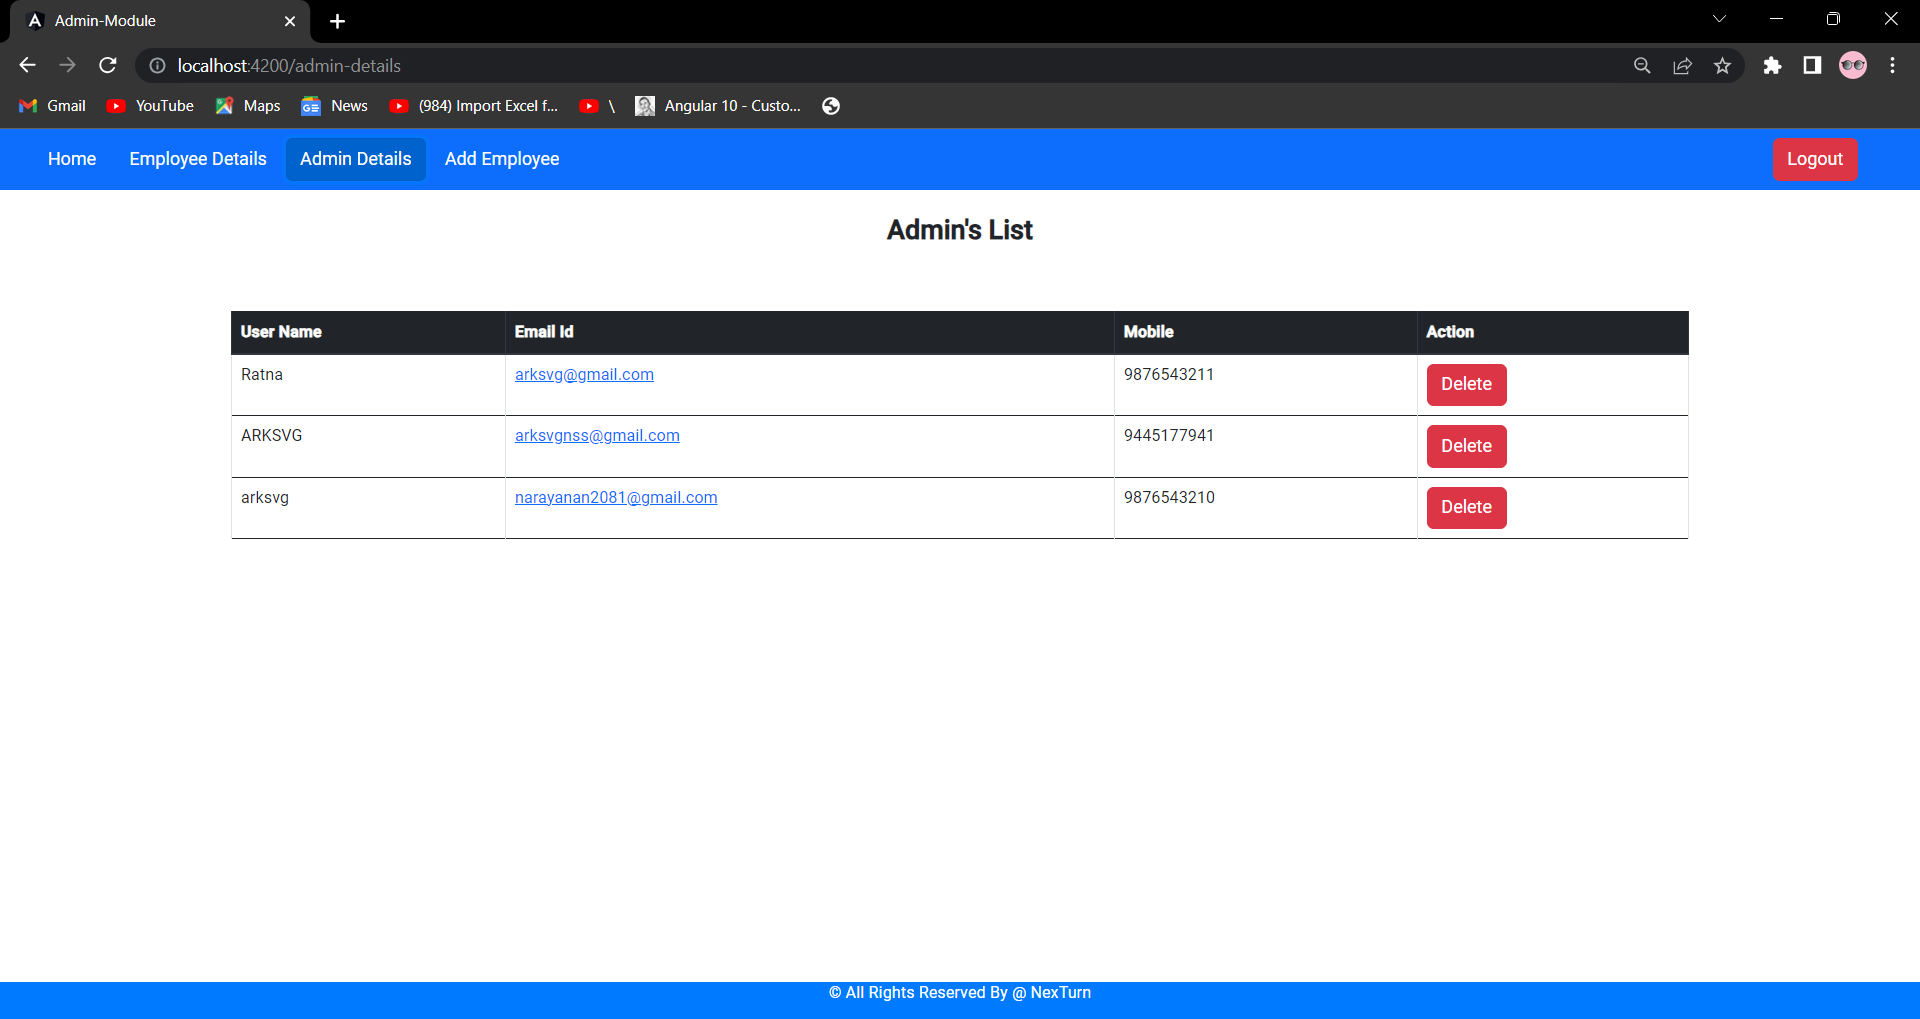 Admin-Module
localhost:4200/admin-details
Gmail YouTube Maps News (984) Import Excel f... \ Angular 10 - Custo...
Home Employee Details Admin Details Add Employee Logout
Admin's List
User Name Email Id Mobile Action
Ratna arksvg@gmail.com 9876543211 Delete
ARKSVG arksvgnss@gmail.com 9445177941 Delete
arksvg narayanan2081@gmail.com 9876543210 Delete
© All Rights Reserved By @ NexTurn